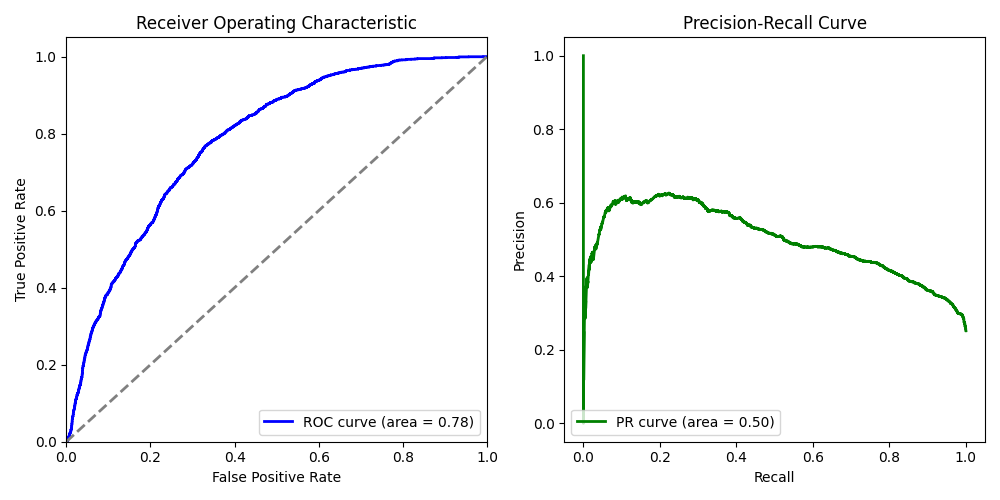 Receiver Operating Characteristic
True Positive Rate
1.0
0.8
0.6
0.4
0.2
0.0
0.0 0.2 0.4 0.6 0.8 1.0
False Positive Rate
ROC curve (area = 0.78)
Precision-Recall Curve
Precision
1.0
0.8
0.6
0.4
0.2
0.0
0.0 0.2 0.4 0.6 0.8 1.0
Recall
PR curve (area = 0.50)